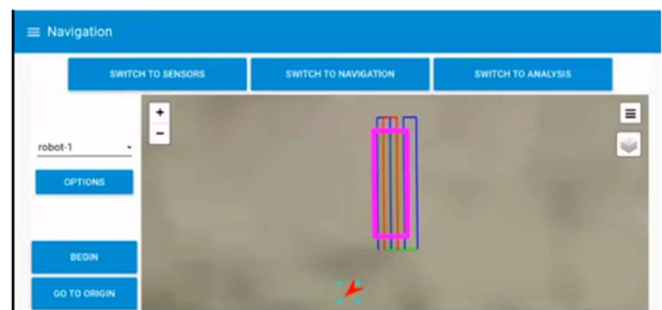 Navigation
SWITCH TO SENSORS
SWITCH TO NAVIGATION
SWITCH TO ANALYSIS
+
−
robot-1
OPTIONS
BEGIN
GO TO ORIGIN